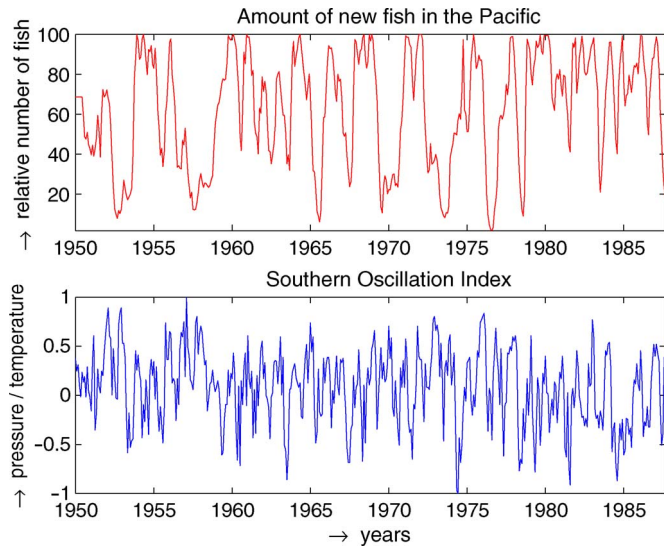 Amount of new fish in the Pacific
→ relative number of fish
100
80
60
40
20
1950 1955 1960 1965 1970 1975 1980 1985
Southern Oscillation Index
→ pressure / temperature
1
0.5
0
−0.5
−1
1950 1955 1960 1965 1970 1975 1980 1985
→ years